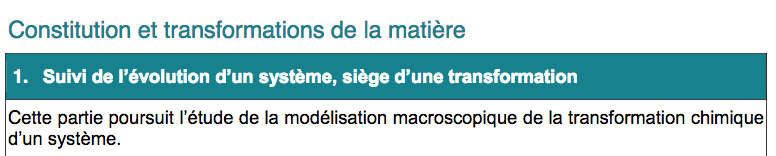 Constitution et transformations de la matière
1. Suivi de l’évolution d’un système, siège d’une transformation
Cette partie poursuit l’étude de la modélisation macroscopique de la transformation chimique
d’un système.